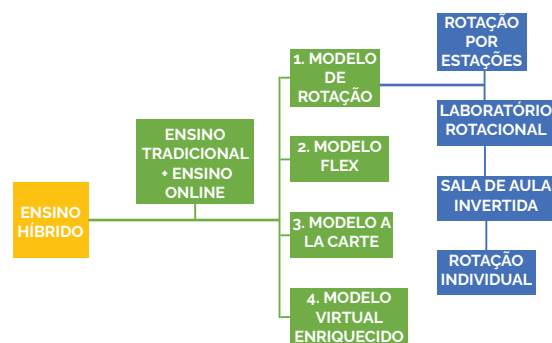 ENSINO
HÍBRIDO
ENSINO
TRADICIONAL
+ ENSINO
ONLINE
1. MODELO
DE
ROTAÇÃO
2. MODELO
FLEX
3. MODELO A
LA CARTE
4. MODELO
VIRTUAL
ENRIQUECIDO
ROTAÇÃO
POR
ESTAÇÕES
LABORATÓRIO
ROTACIONAL
SALA DE AULA
INVERTIDA
ROTAÇÃO
INDIVIDUAL